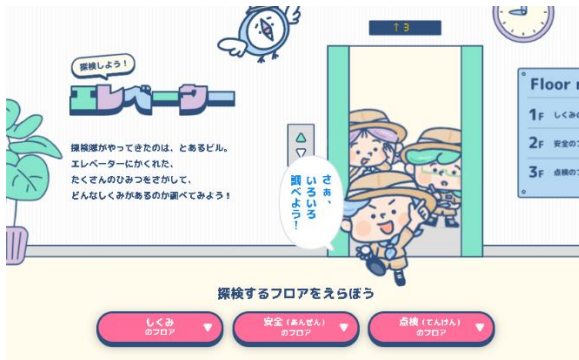 探検しよう！
エレベーター
探検隊がやってきたのは、とあるビル。
エレベーターにかくれた、
たくさんのひみつをさがして、
どんなしくみがあるのか調べてみよう！
↑3
さぁ、
いろいろ
調べよう！
Floor
1F しくみの
2F 安全の
3F 点検の
探検するフロアをえらぼう
しくみ
のフロア
安全（あんぜん）
のフロア
点検（てんけん）
のフロア